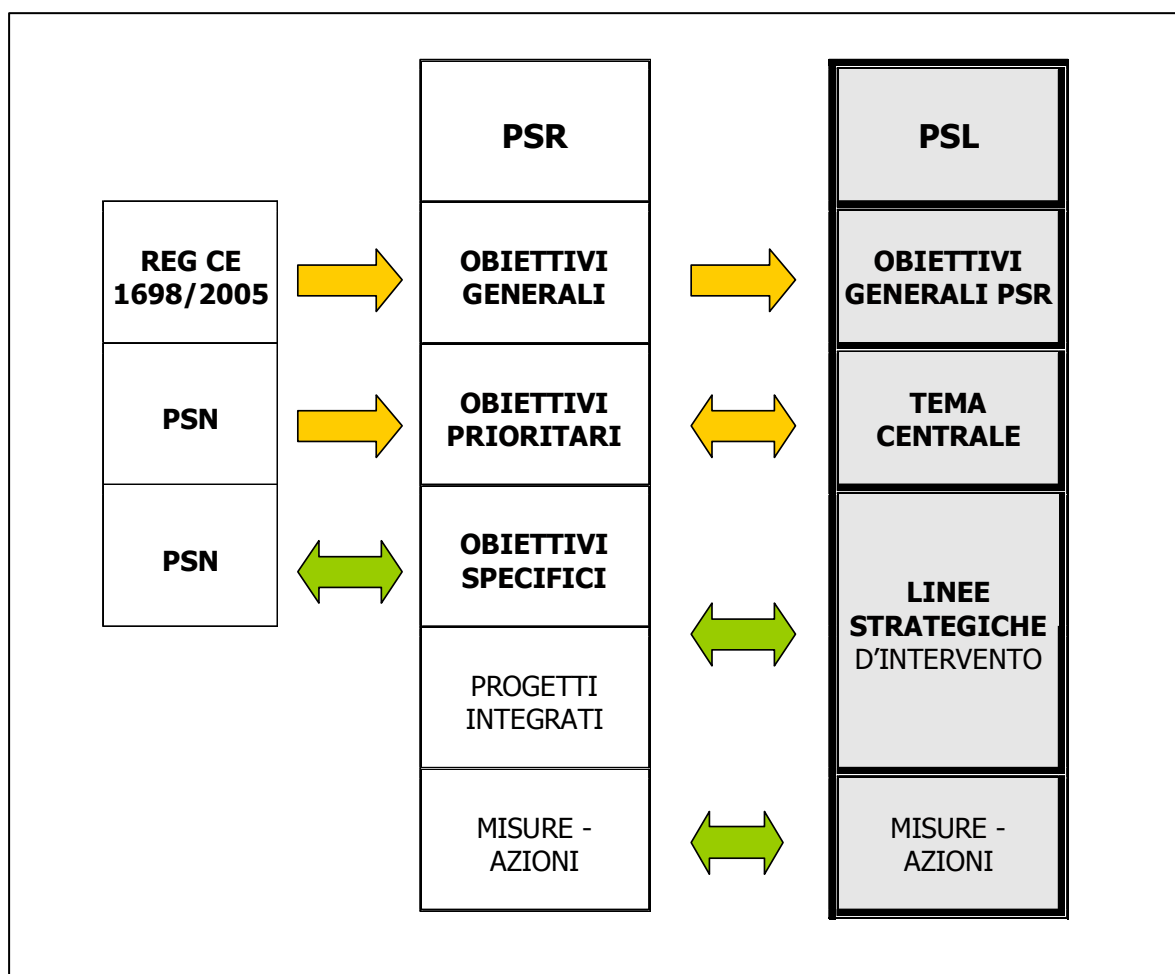 PSR
PSL
REG CE
1698/2005
OBIETTIVI
GENERALI
OBIETTIVI
GENERALI PSR
PSN
OBIETTIVI
PRIORITARI
TEMA
CENTRALE
PSN
OBIETTIVI
SPECIFICI
LINEE
STRATEGICHE
D’INTERVENTO
PROGETTI
INTEGRATI
MISURE -
AZIONI
MISURE -
AZIONI